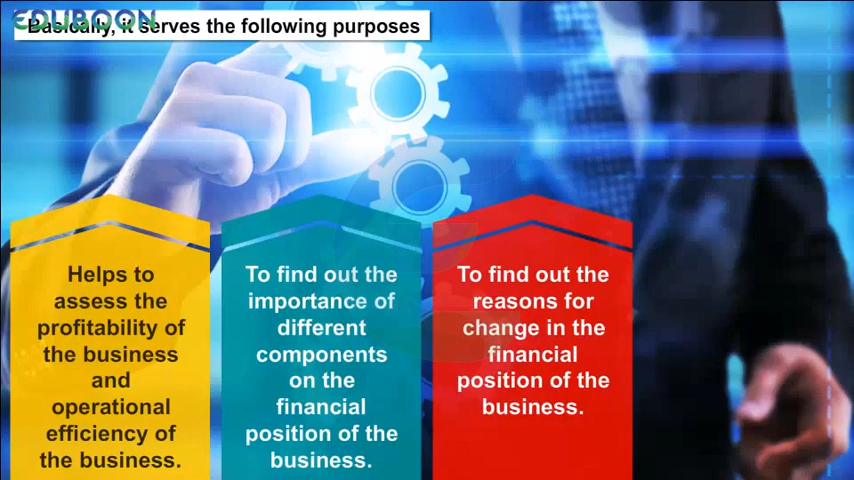 EDUBOON
Basically, it serves the following purposes
Helps to
assess the
profitability of
the business
and
operational
efficiency of
the business.
To find out the
importance of
different
components
on the
financial
position of the
business.
To find out the
reasons for
change in the
financial
position of the
business.